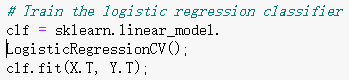 # Train the logistic regression classifier
clf = sklearn.linear_model.
LogisticRegressionCV();
clf.fit(X.T, Y.T);